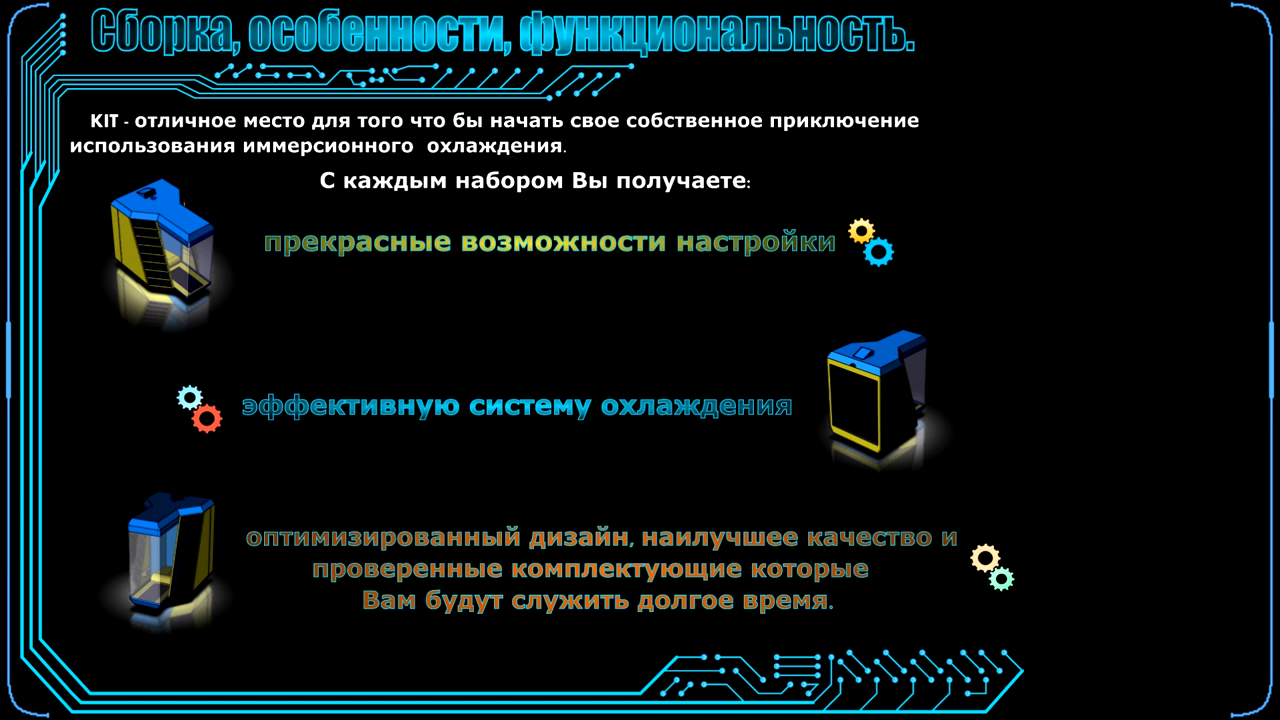 Сборка, особенности, функциональность.
KIT - отличное место для того что бы начать свое собственное приключение
использования иммерсионного охлаждения.
С каждым набором Вы получаете:
прекрасные возможности настройки
эффективную систему охлаждения
оптимизированный дизайн, наилучшее качество и
проверенные комплектующие которые
Вам будут служить долгое время.